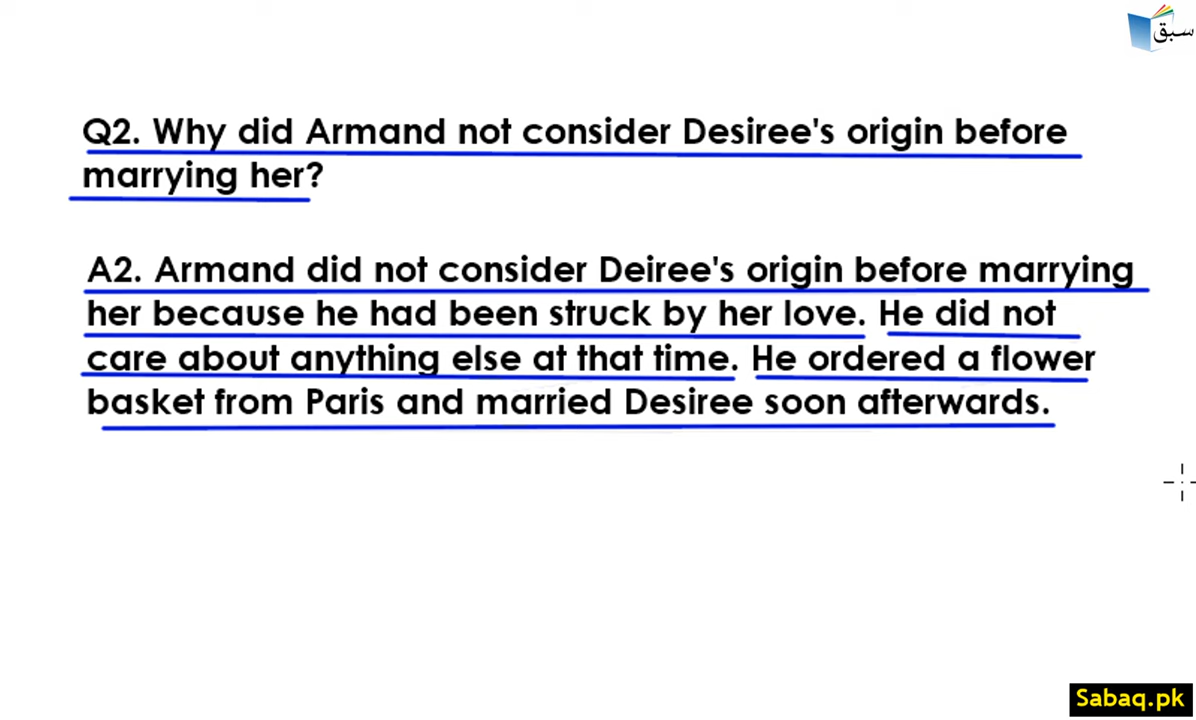 سبق
Q2. Why did Armand not consider Desiree's origin before
marrying her?
A2. Armand did not consider Deiree's origin before marrying
her because he had been struck by her love. He did not
care about anything else at that time. He ordered a flower
basket from Paris and married Desiree soon afterwards.
Sabaq.pk